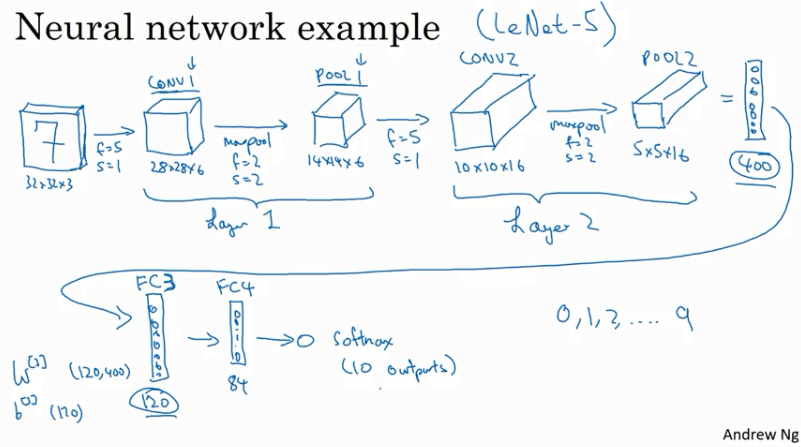 Neural network example (LeNet-5)
CONV1 POOL1 CONV2 POOL2
7
f=5
s=1
maxpool
f=2
s=2
f=5
s=1
maxpool
f=2
s=2
=
32x32x3 28x28x6 14x14x6 10x10x16 5x5x16 400
Layer 1 Layer 2
FC3 FC4
0,1,2,.... 9
Softmax
(10 outputs)
W[3] (120,400)
b[3] (120)
120 84
Andrew Ng